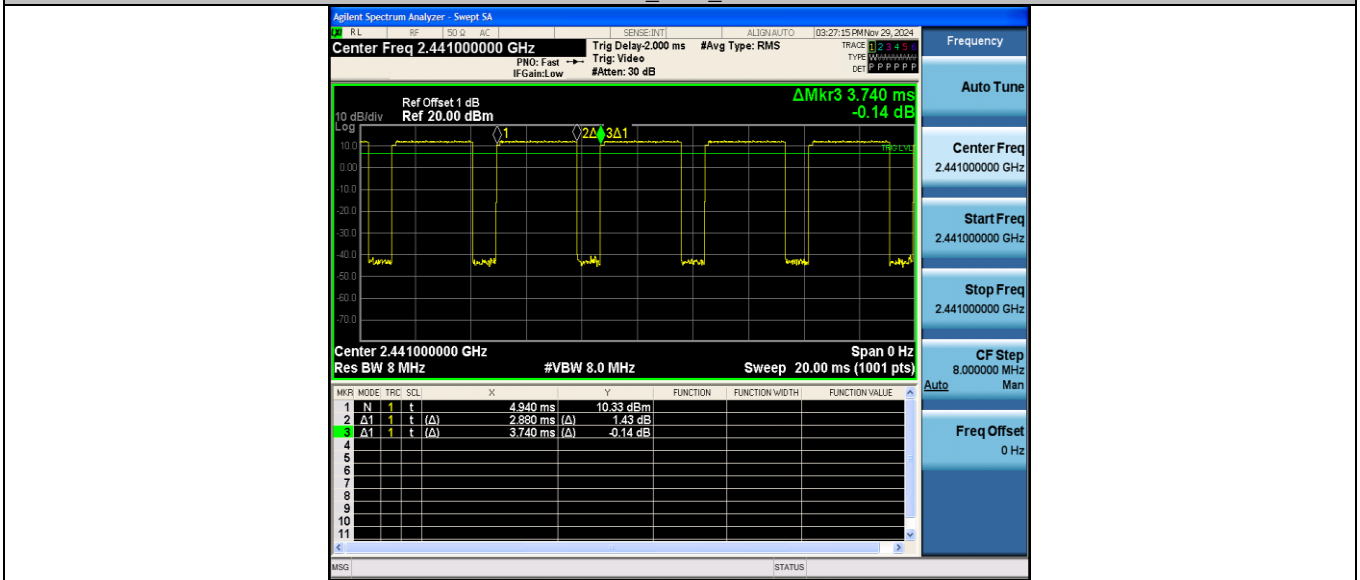 Agilent Spectrum Analyzer - Swept SA
RL RF 50 Ω AC SENSE:INT ALIGNAUTO 03:27:15 PM Nov 29, 2024
Center Freq 2.441000000 GHz
Trig Delay-2.000 ms #Avg Type: RMS
TRACE 1 2 3 4 5 6
PNO: Fast Trig: Video
TYPE W
IFGain:Low #Atten: 30 dB
DET P P P P P P
Frequency
Auto Tune
Center Freq
2.441000000 GHz
Start Freq
2.441000000 GHz
Stop Freq
2.441000000 GHz
CF Step
8.000000 MHz
Auto Man
Freq Offset
0 Hz
ΔMkr3 3.740 ms
-0.14 dB
Ref Offset 1 dB
10 dB/div Ref 20.00 dBm
Log
1 2Δ 3Δ1
10.0
TRIG LVL
0.00
-10.0
-20.0
-30.0
-40.0
-50.0
-60.0
-70.0
Center 2.441000000 GHz Span 0 Hz
Res BW 8 MHz #VBW 8.0 MHz Sweep 20.00 ms (1001 pts)
MKR MODE TRC SCL X Y FUNCTION FUNCTION WIDTH FUNCTION VALUE
1 N 1 t 4.940 ms 10.33 dBm
2 Δ1 1 t (Δ) 2.880 ms (Δ) 1.43 dB
3 Δ1 1 t (Δ) 3.740 ms (Δ) -0.14 dB
4
5
6
7
8
9
10
11
MSG STATUS